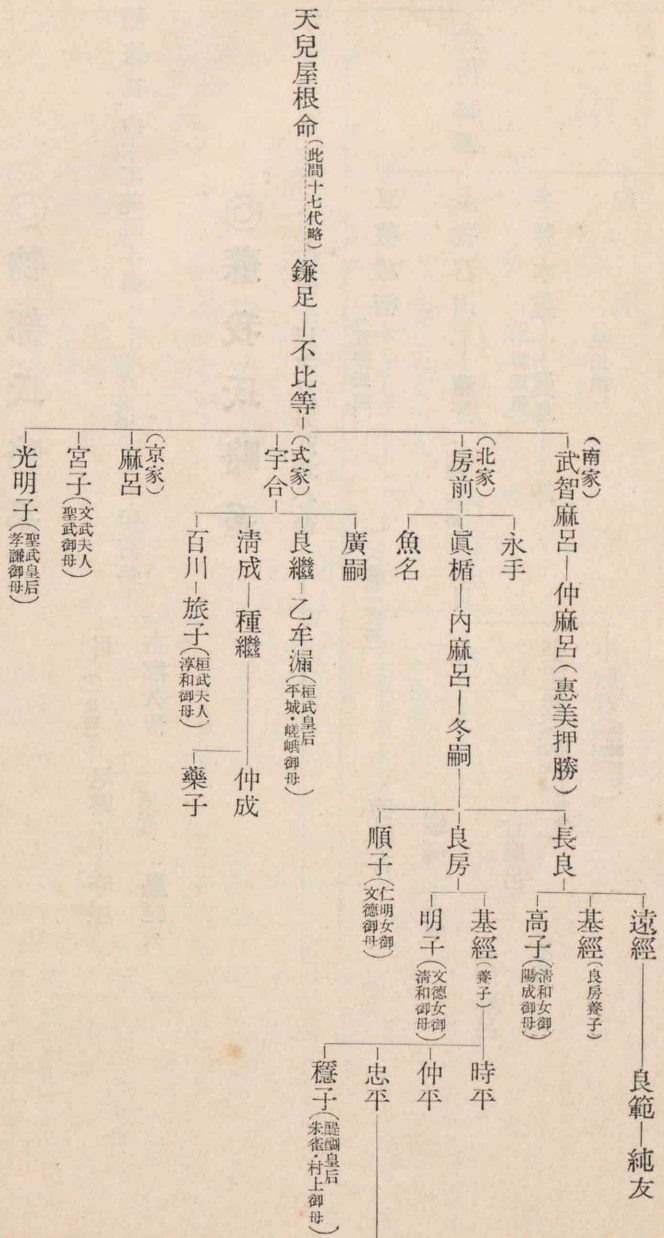 天兒屋根命(此間十七代略)鎌足―不比等
(南家)武智麻呂―仲麻呂(惠美押勝)
(北家)房前
永手
眞楯―內麻呂―冬嗣
長良
遠經―良範―純友
基經(良房養子)
高子(淸和女御 陽成御母)
良房
基經(養子)
時平
仲平
忠平
穩子(醍醐皇后 朱雀・村上御母)
明子(文德女御 淸和御母)
順子(仁明女御 文德御母)
魚名
(式家)宇合
廣嗣
良繼―乙牟漏(桓武皇后 平城・嵯峨御母)
淸成―種繼―仲成
藥子
百川―旅子(桓武夫人 淳和御母)
(京家)麻呂
宮子(文武夫人 聖武御母)
光明子(聖武皇后 孝謙御母)